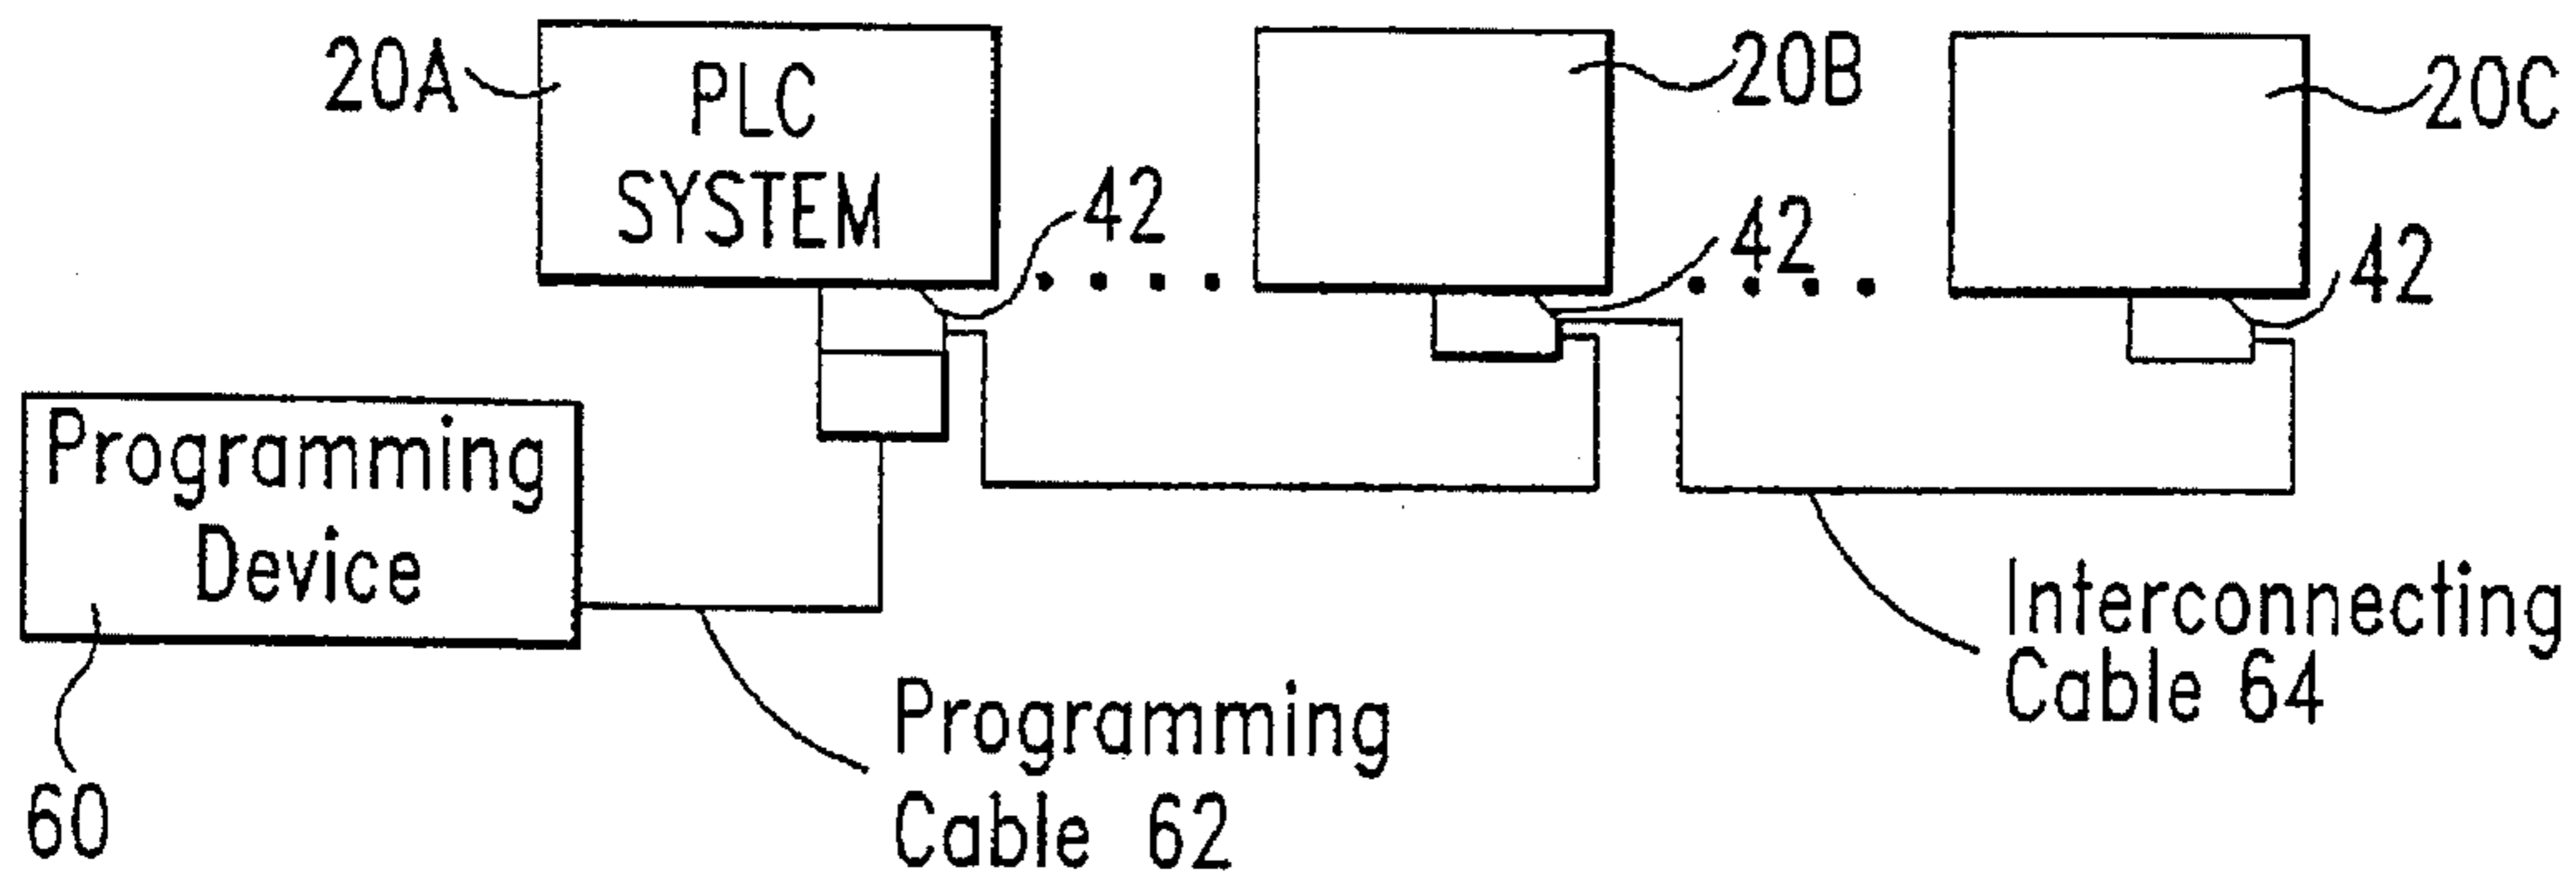 20A
PLC
SYSTEM
42
20B
42
20C
42
Programming
Device
60
Programming
Cable 62
Interconnecting
Cable 64